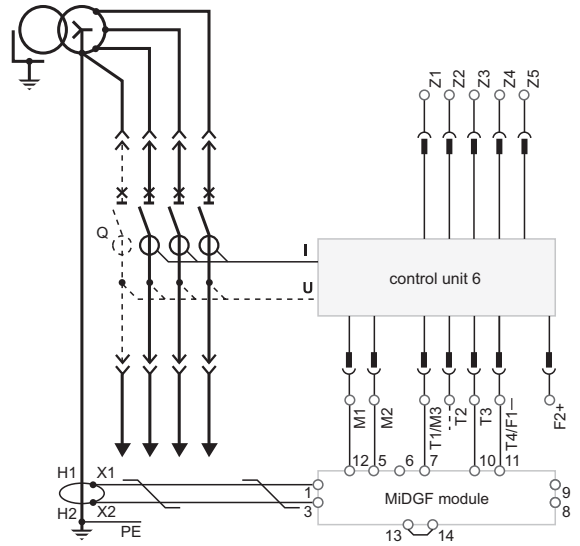 Z1 Z2 Z3 Z4 Z5
Q
I
U
control unit 6
M1 M2 T1/M3 T2 T3 T4/F1— F2+
12 5 6 7 10 11
H1 X1
1
MiDGF module
9
H2 X2
3
8
PE
13 14